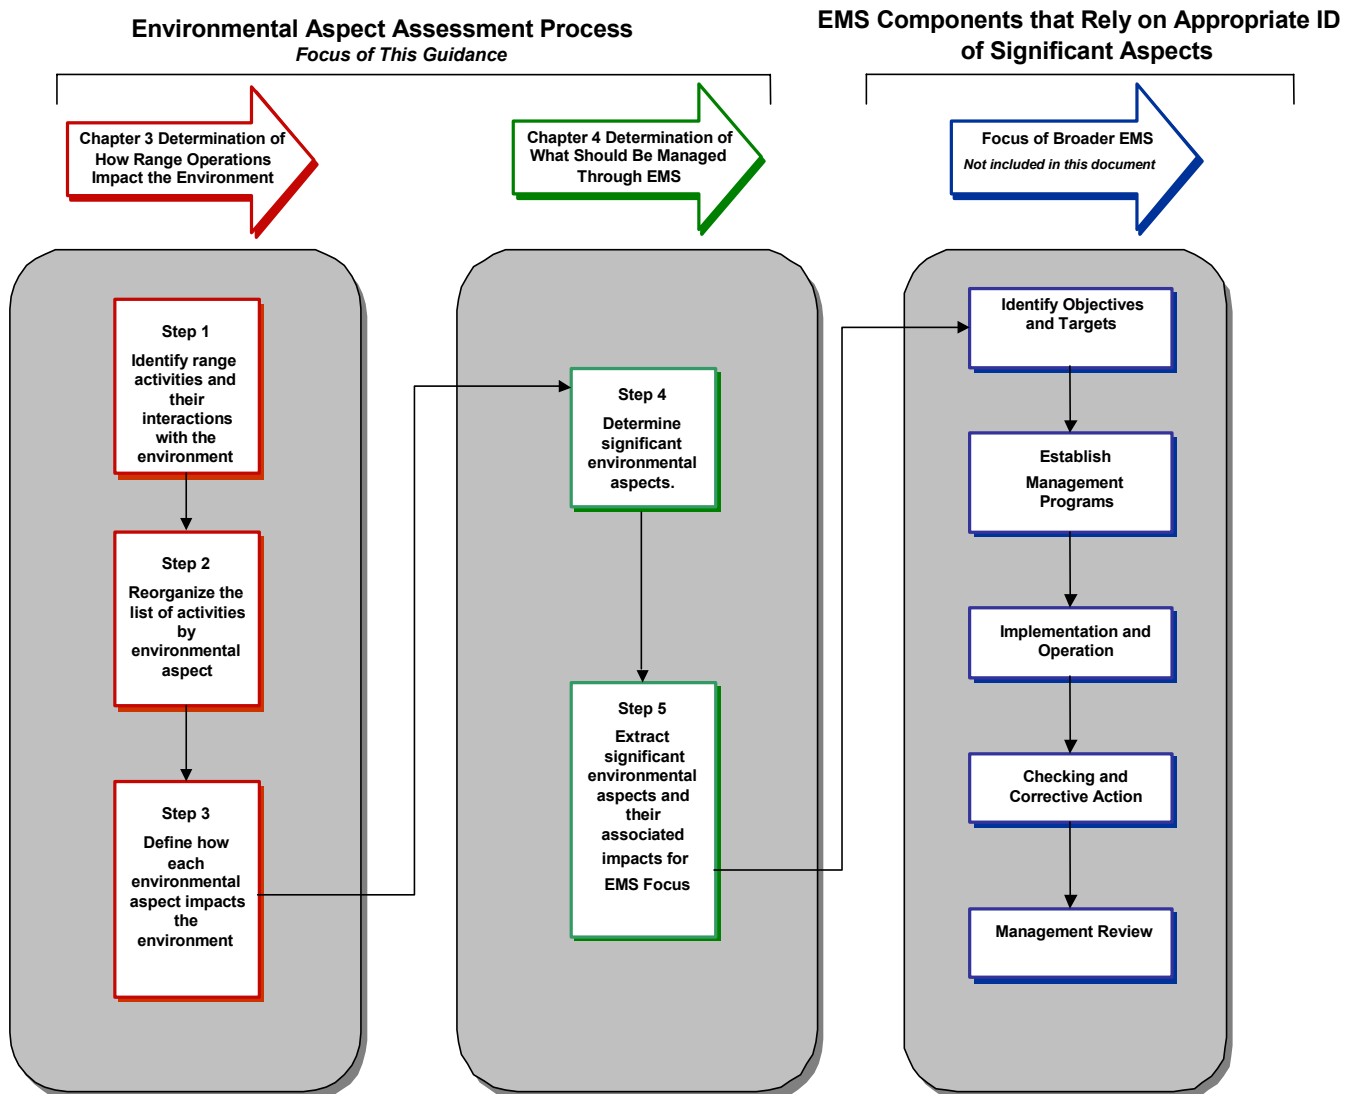 Environmental Aspect Assessment Process
Focus of This Guidance
EMS Components that Rely on Appropriate ID
of Significant Aspects
Chapter 3 Determination of
How Range Operations
Impact the Environment
Chapter 4 Determination of
What Should Be Managed
Through EMS
Focus of Broader EMS
Not included in this document
Step 1
Identify range
activities and
their
interactions
with the
environment
Step 2
Reorganize the
list of activities
by
environmental
aspect
Step 3
Define how
each
environmental
aspect impacts
the
environment
Step 4
Determine
significant
environmental
aspects.
Step 5
Extract
significant
environmental
aspects and
their
associated
impacts for
EMS Focus
Identify Objectives
and Targets
Establish
Management
Programs
Implementation and
Operation
Checking and
Corrective Action
Management Review